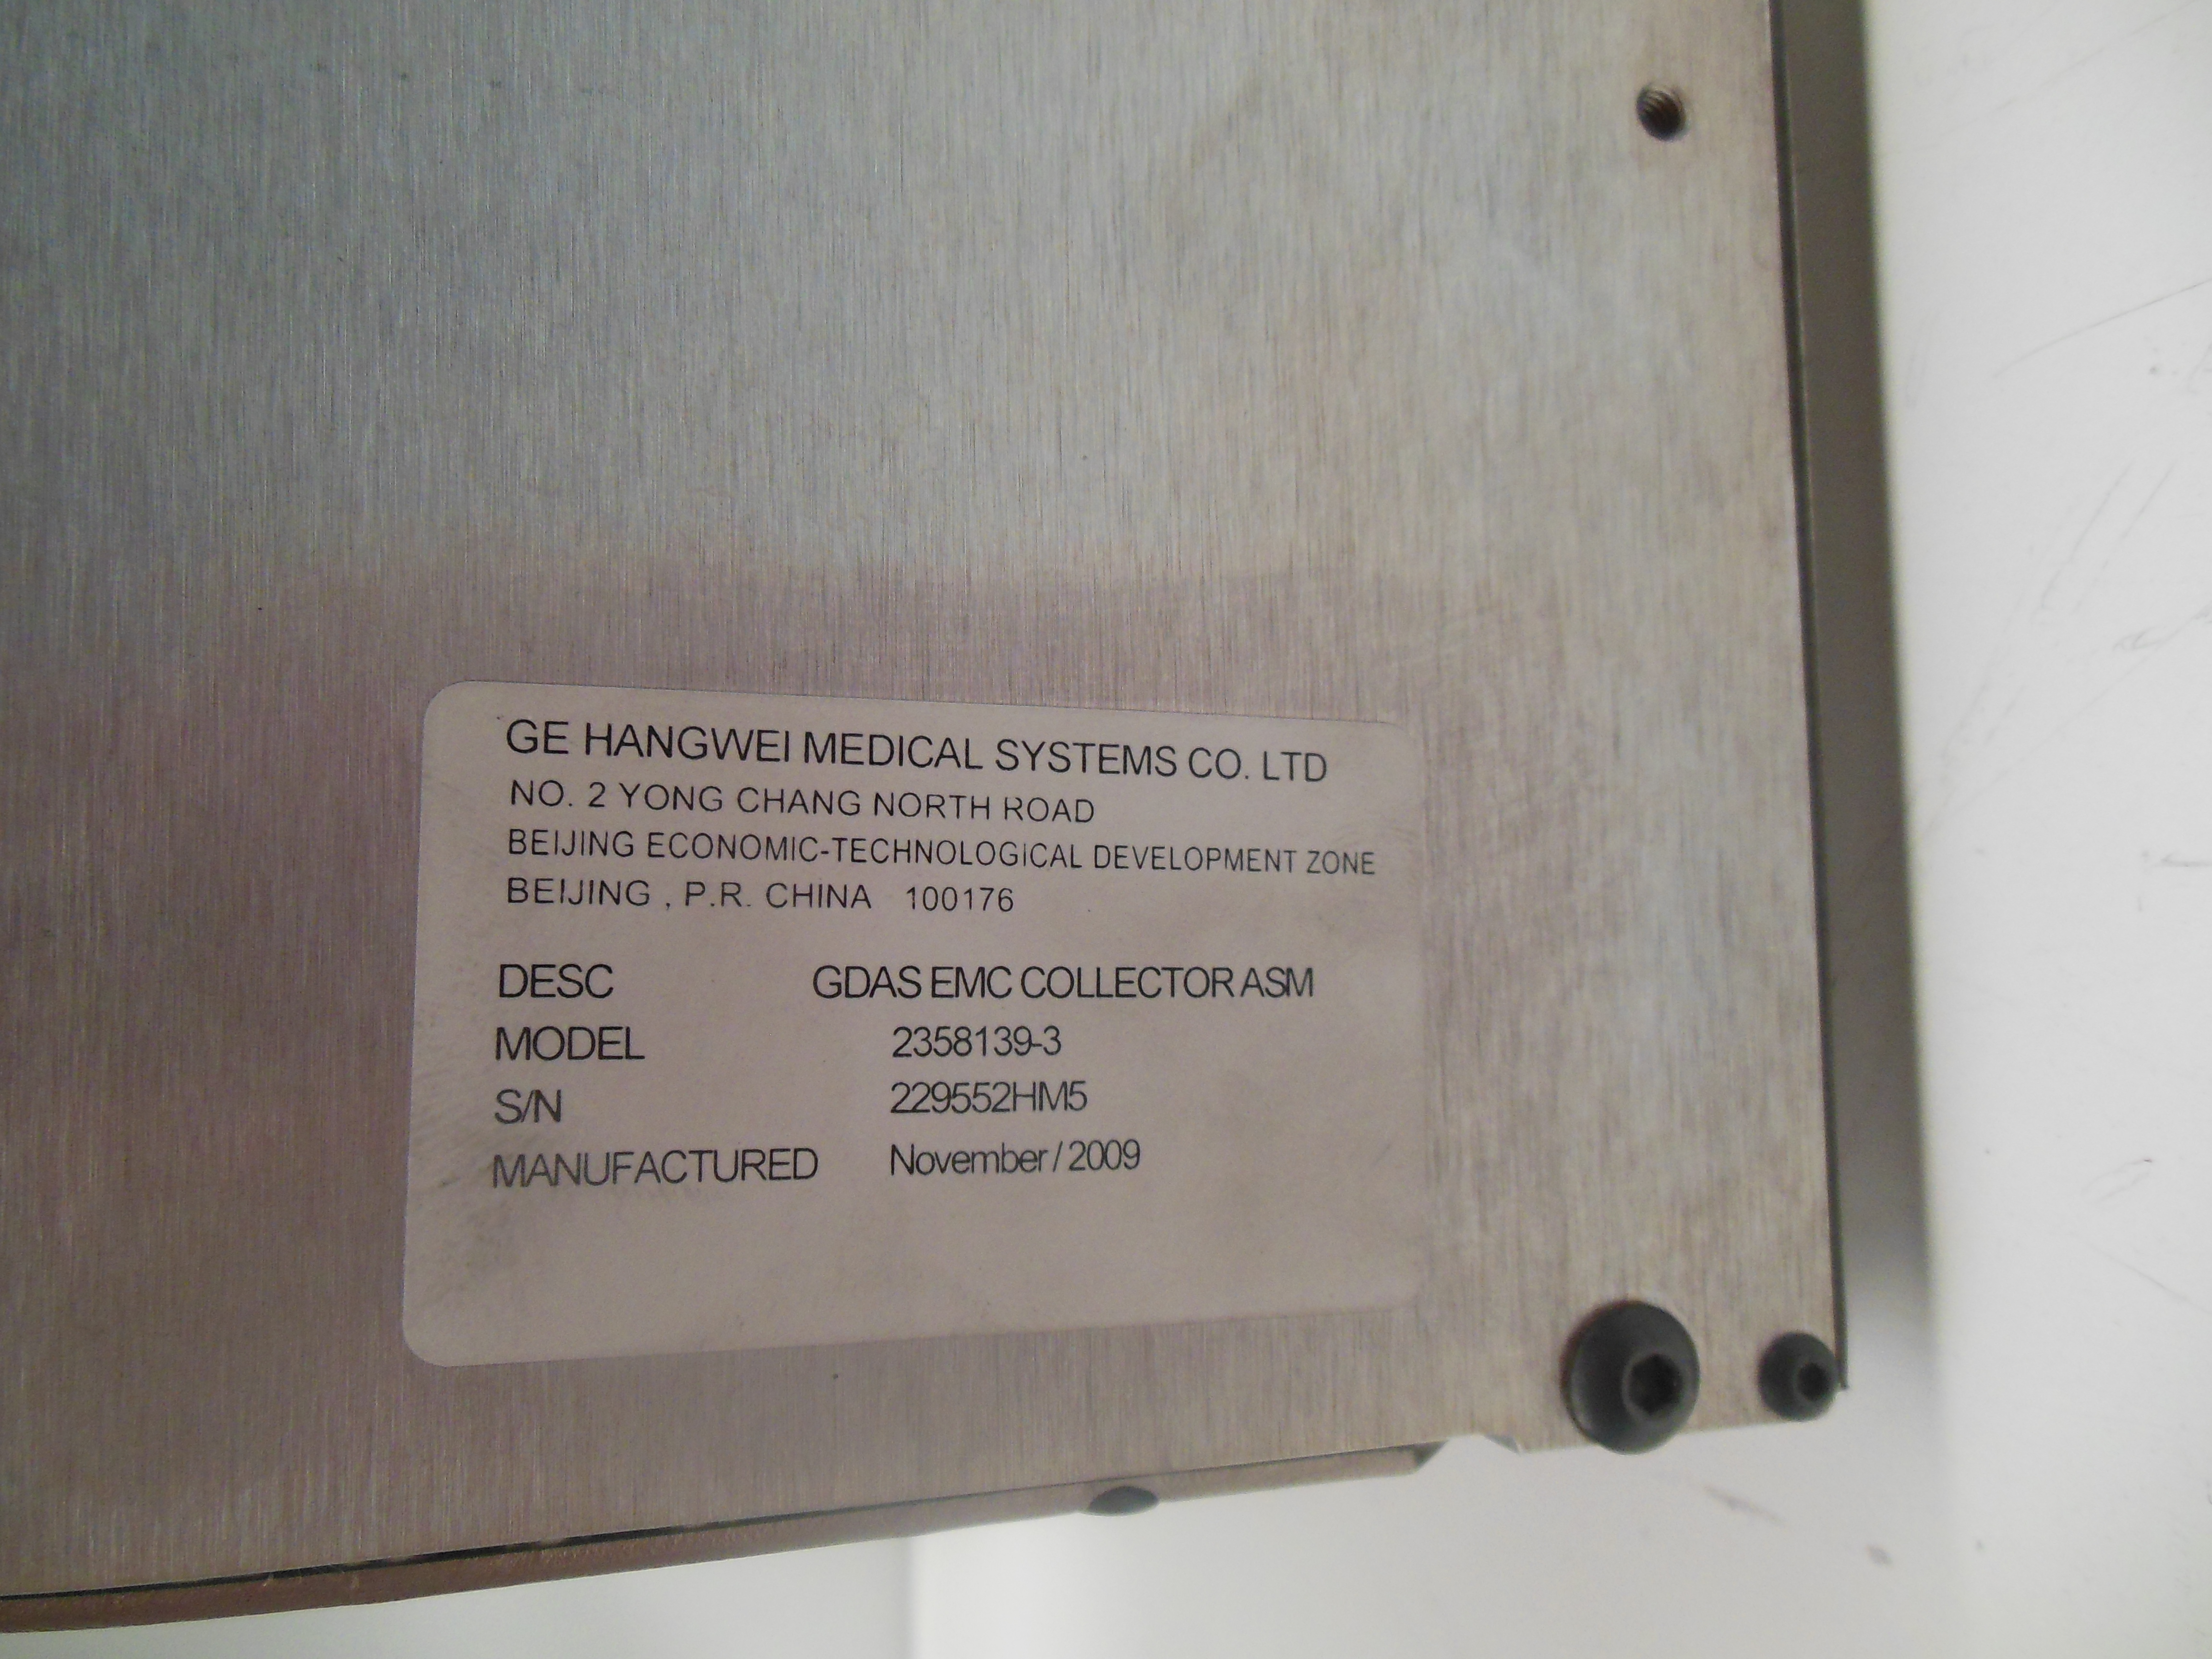 GE HANGWEI MEDICAL SYSTEMS CO. LTD
NO. 2 YONG CHANG NORTH ROAD
BEIJING ECONOMIC-TECHNOLOGICAL DEVELOPMENT ZONE
BEIJING , P.R. CHINA 100176
DESC GDAS EMC COLLECTOR ASM
MODEL 2358139-3
S/N 229552HM5
MANUFACTURED November / 2009